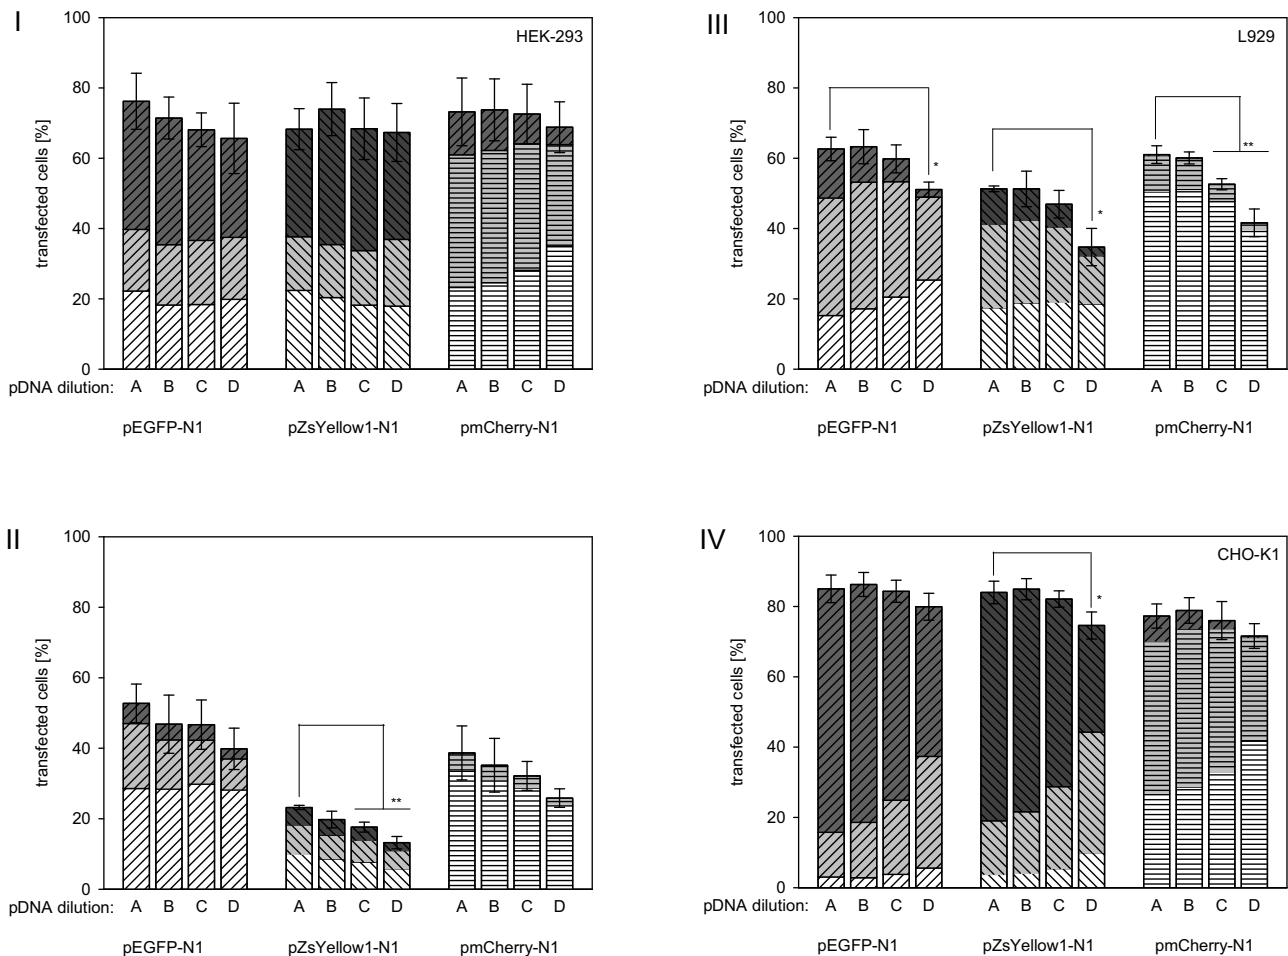 I
HEK-293
transfected cells [%]
100
80
60
40
20
0
pDNA dilution: A B C D A B C D A B C D
pEGFP-N1 pZsYellow1-N1 pmCherry-N1
III
L929
transfected cells [%]
100
80
60
40
20
0
*
*
**
pDNA dilution: A B C D A B C D A B C D
pEGFP-N1 pZsYellow1-N1 pmCherry-N1
II
transfected cells [%]
100
80
60
40
20
0
**
pDNA dilution: A B C D A B C D A B C D
pEGFP-N1 pZsYellow1-N1 pmCherry-N1
IV
CHO-K1
transfected cells [%]
100
80
60
40
20
0
*
pDNA dilution: A B C D A B C D A B C D
pEGFP-N1 pZsYellow1-N1 pmCherry-N1